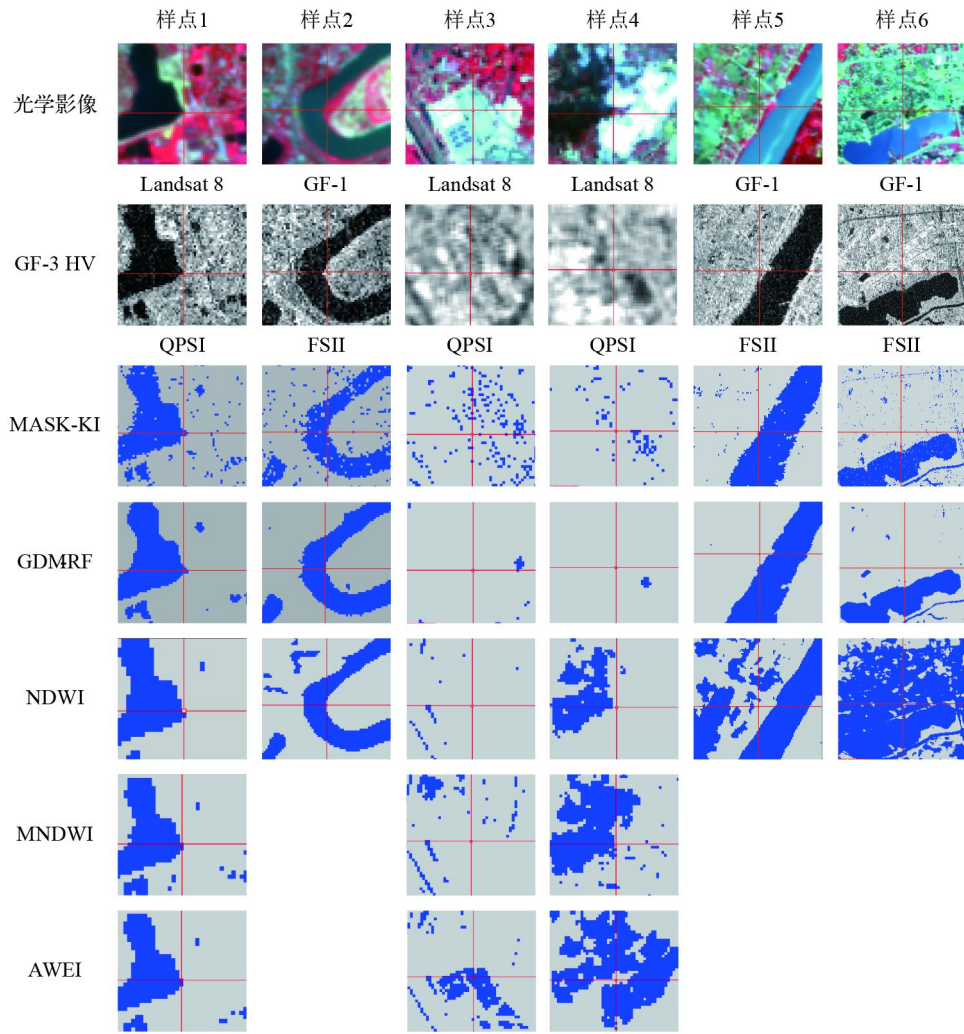 样点1 样点2 样点3 样点4 样点5 样点6
光学影像
Landsat 8 GF-1 Landsat 8 Landsat 8 GF-1 GF-1
GF-3 HV
QPSI FSII QPSI QPSI FSII FSII
MASK-KI
GDMRF
NDWI
MNDWI
AWEI